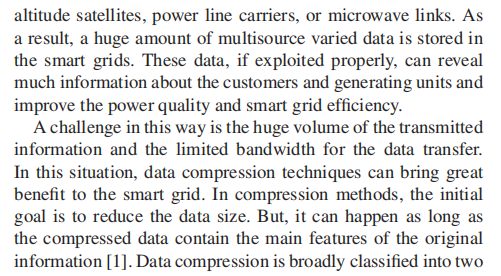 altitude satellites, power line carriers, or microwave links. As
a result, a huge amount of multisource varied data is stored in
the smart grids. These data, if exploited properly, can reveal
much information about the customers and generating units and
improve the power quality and smart grid efficiency.
A challenge in this way is the huge volume of the transmitted
information and the limited bandwidth for the data transfer.
In this situation, data compression techniques can bring great
benefit to the smart grid. In compression methods, the initial
goal is to reduce the data size. But, it can happen as long as
the compressed data contain the main features of the original
information [1]. Data compression is broadly classified into two